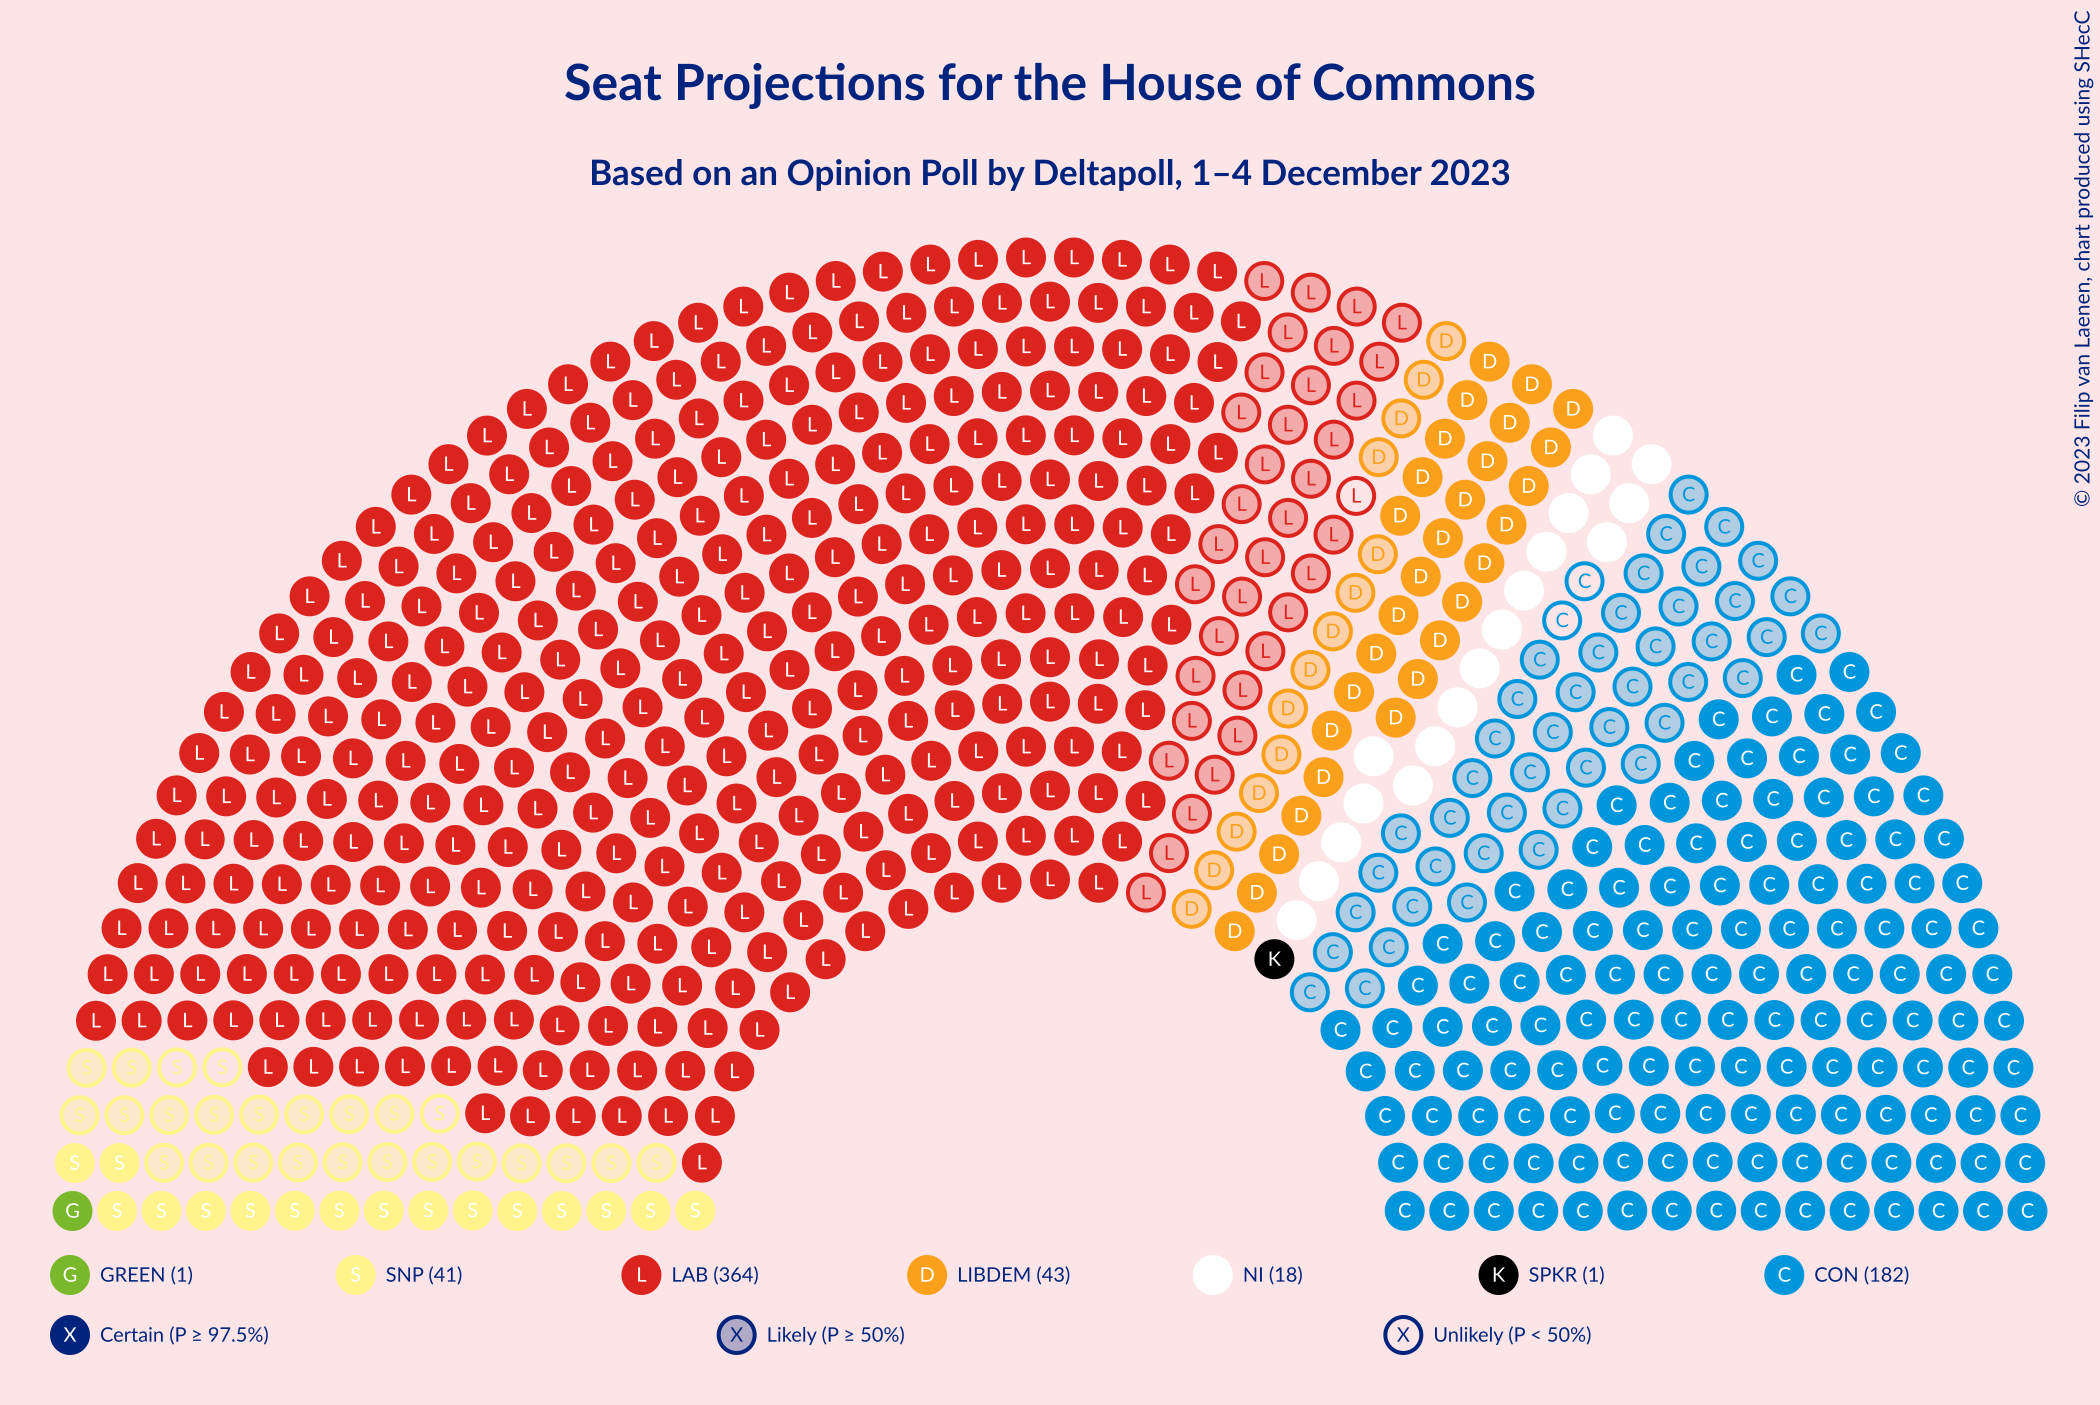 Seat Projections for the House of Commons
Based on an Opinion Poll by Deltapoll, 1–4 December 2023
© 2023 Filip van Laenen, chart produced using SHecC
G GREEN (1)
S SNP (41)
L LAB (364)
D LIBDEM (43)
NI (18)
K SPKR (1)
C CON (182)
X Certain (P ≥ 97.5%)
X Likely (P ≥ 50%)
X Unlikely (P < 50%)